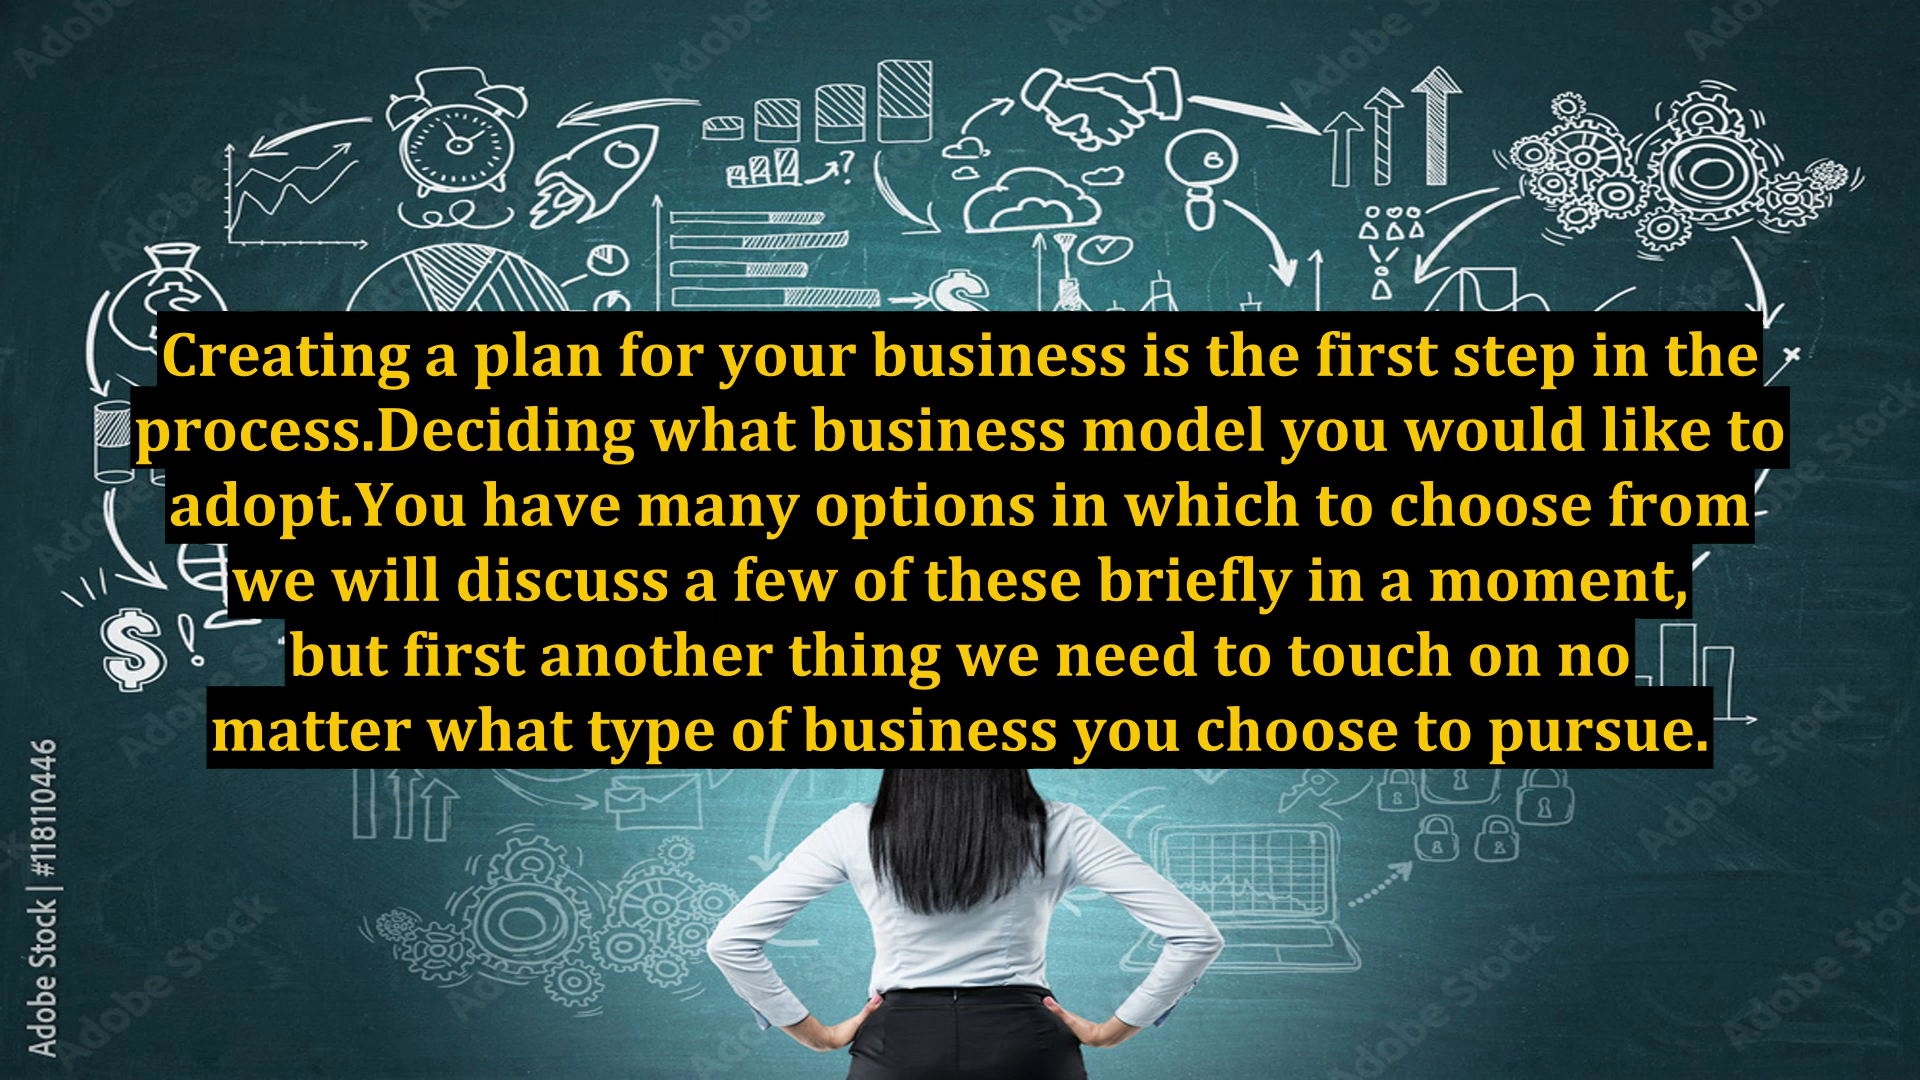 Creating a plan for your business is the first step in the
process.Deciding what business model you would like to
adopt.You have many options in which to choose from
we will discuss a few of these briefly in a moment,
but first another thing we need to touch on no
matter what type of business you choose to pursue.
Adobe Stock | #118110446